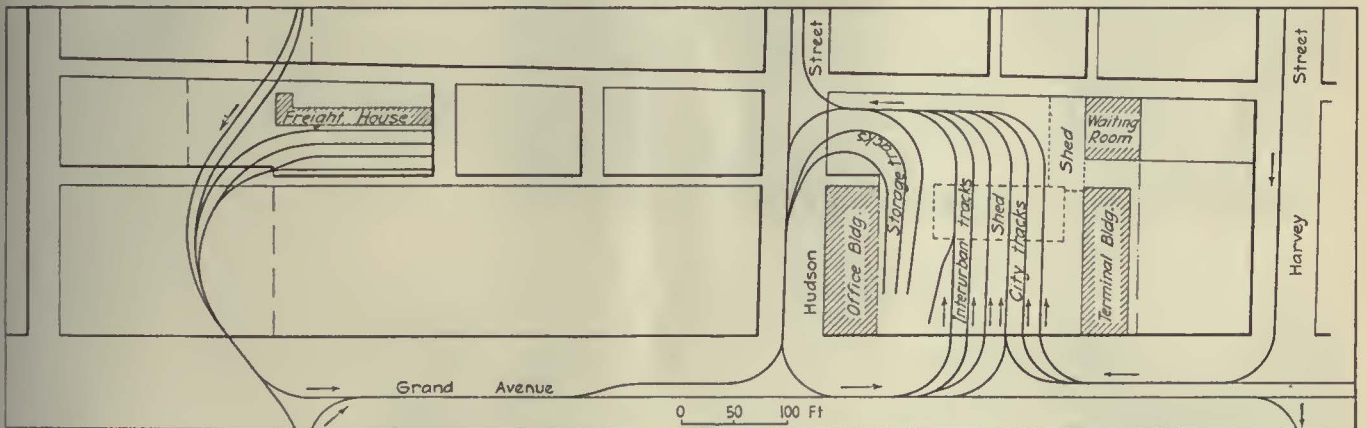 Freight House
Street
Street
Waiting
Room
Shed
Storage tracks
Hudson
Office Bldg.
Interurban tracks
Shed
City tracks
Terminal Bldg.
Harvey
Grand Avenue
0 50 100 Ft